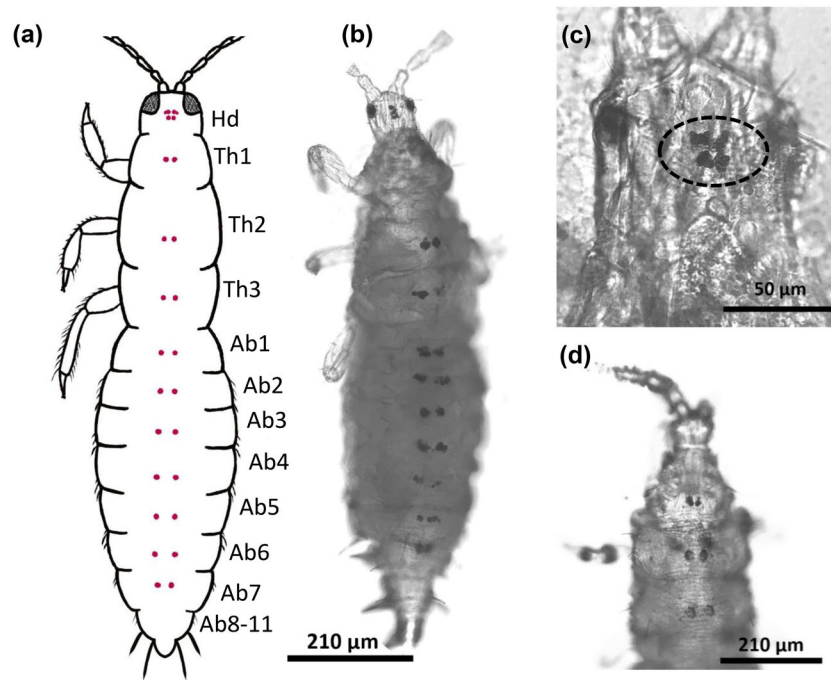 (a)
Hd
Th1
Th2
Th3
Ab1
Ab2
Ab3
Ab4
Ab5
Ab6
Ab7
Ab8-11
(b)
210 µm
(c)
50 µm
(d)
210 µm